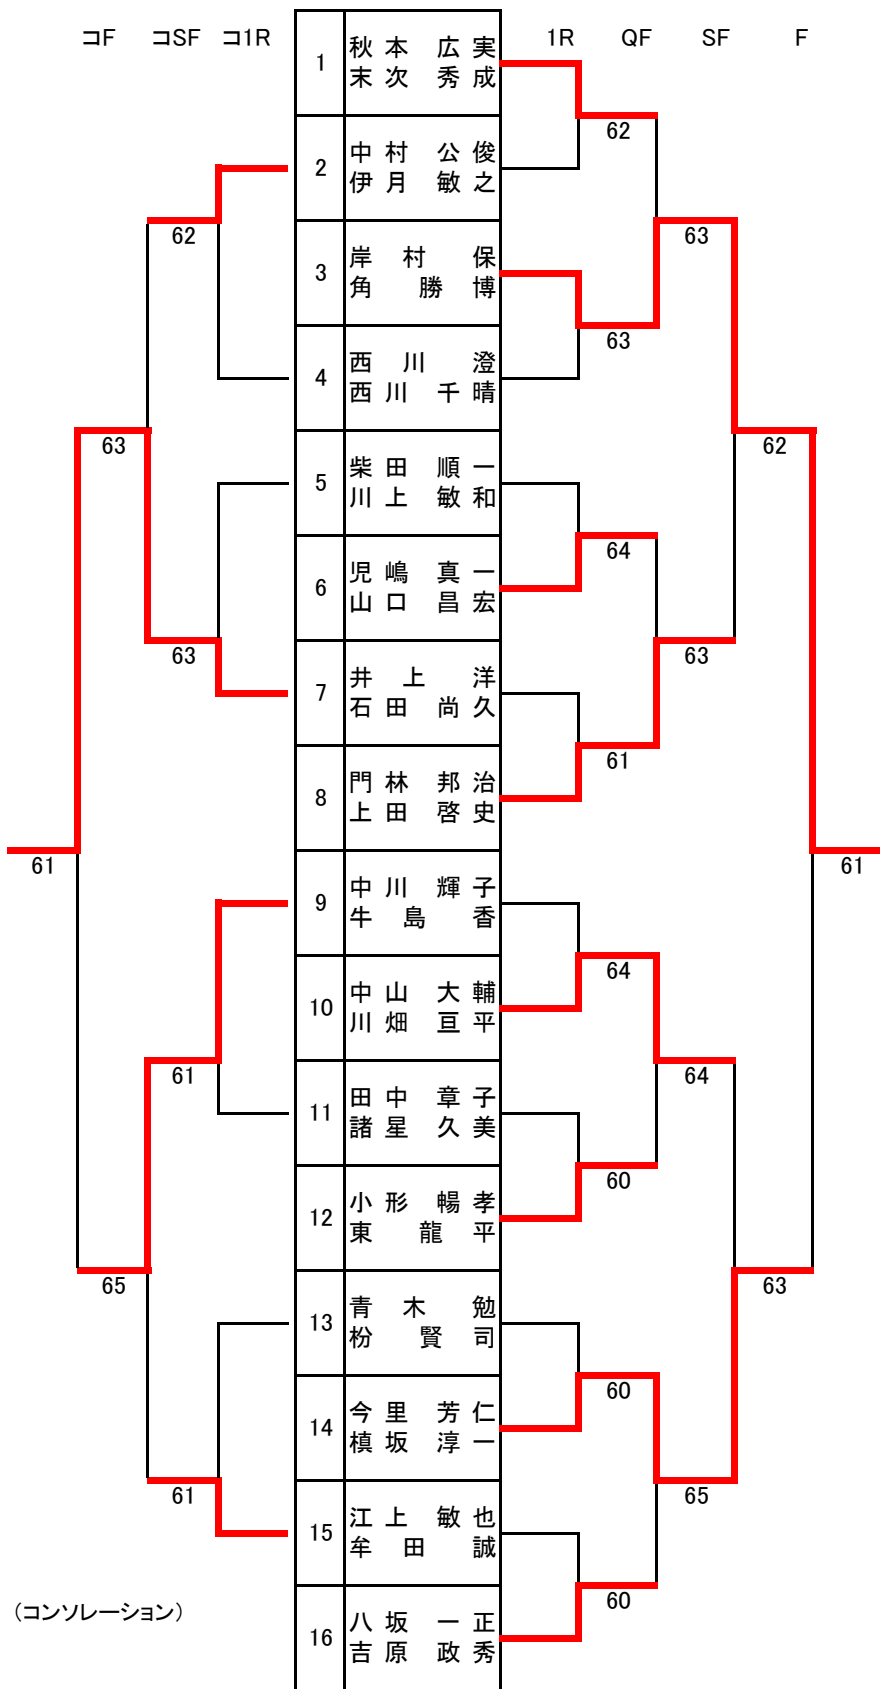 コF コSF コ1R 1R QF SF F
1 秋本 広実
末次 秀成
62
2 中村 公俊
伊月 敏之
62 63
3 岸村 保
角 勝博
63
4 西川 澄
西川 千晴
63 62
5 柴田 順一
川上 敏和
64
6 児嶋 真一
山口 昌宏
63 63
7 井上 洋
石田 尚久
61
8 門林 邦治
上田 啓史
61 61
9 中川 輝子
牛島 香
64
10 中山 大輔
川畑 亘平
61 64
11 田中 章子
諸星 久美
60
12 小形 暢孝
東 龍平
65 63
13 青木 勉
枌 賢司
60
14 今里 芳仁
槙坂 淳一
61 65
15 江上 敏也
牟田 誠
60
(コンソレーション)
16 八坂 一正
吉原 政秀